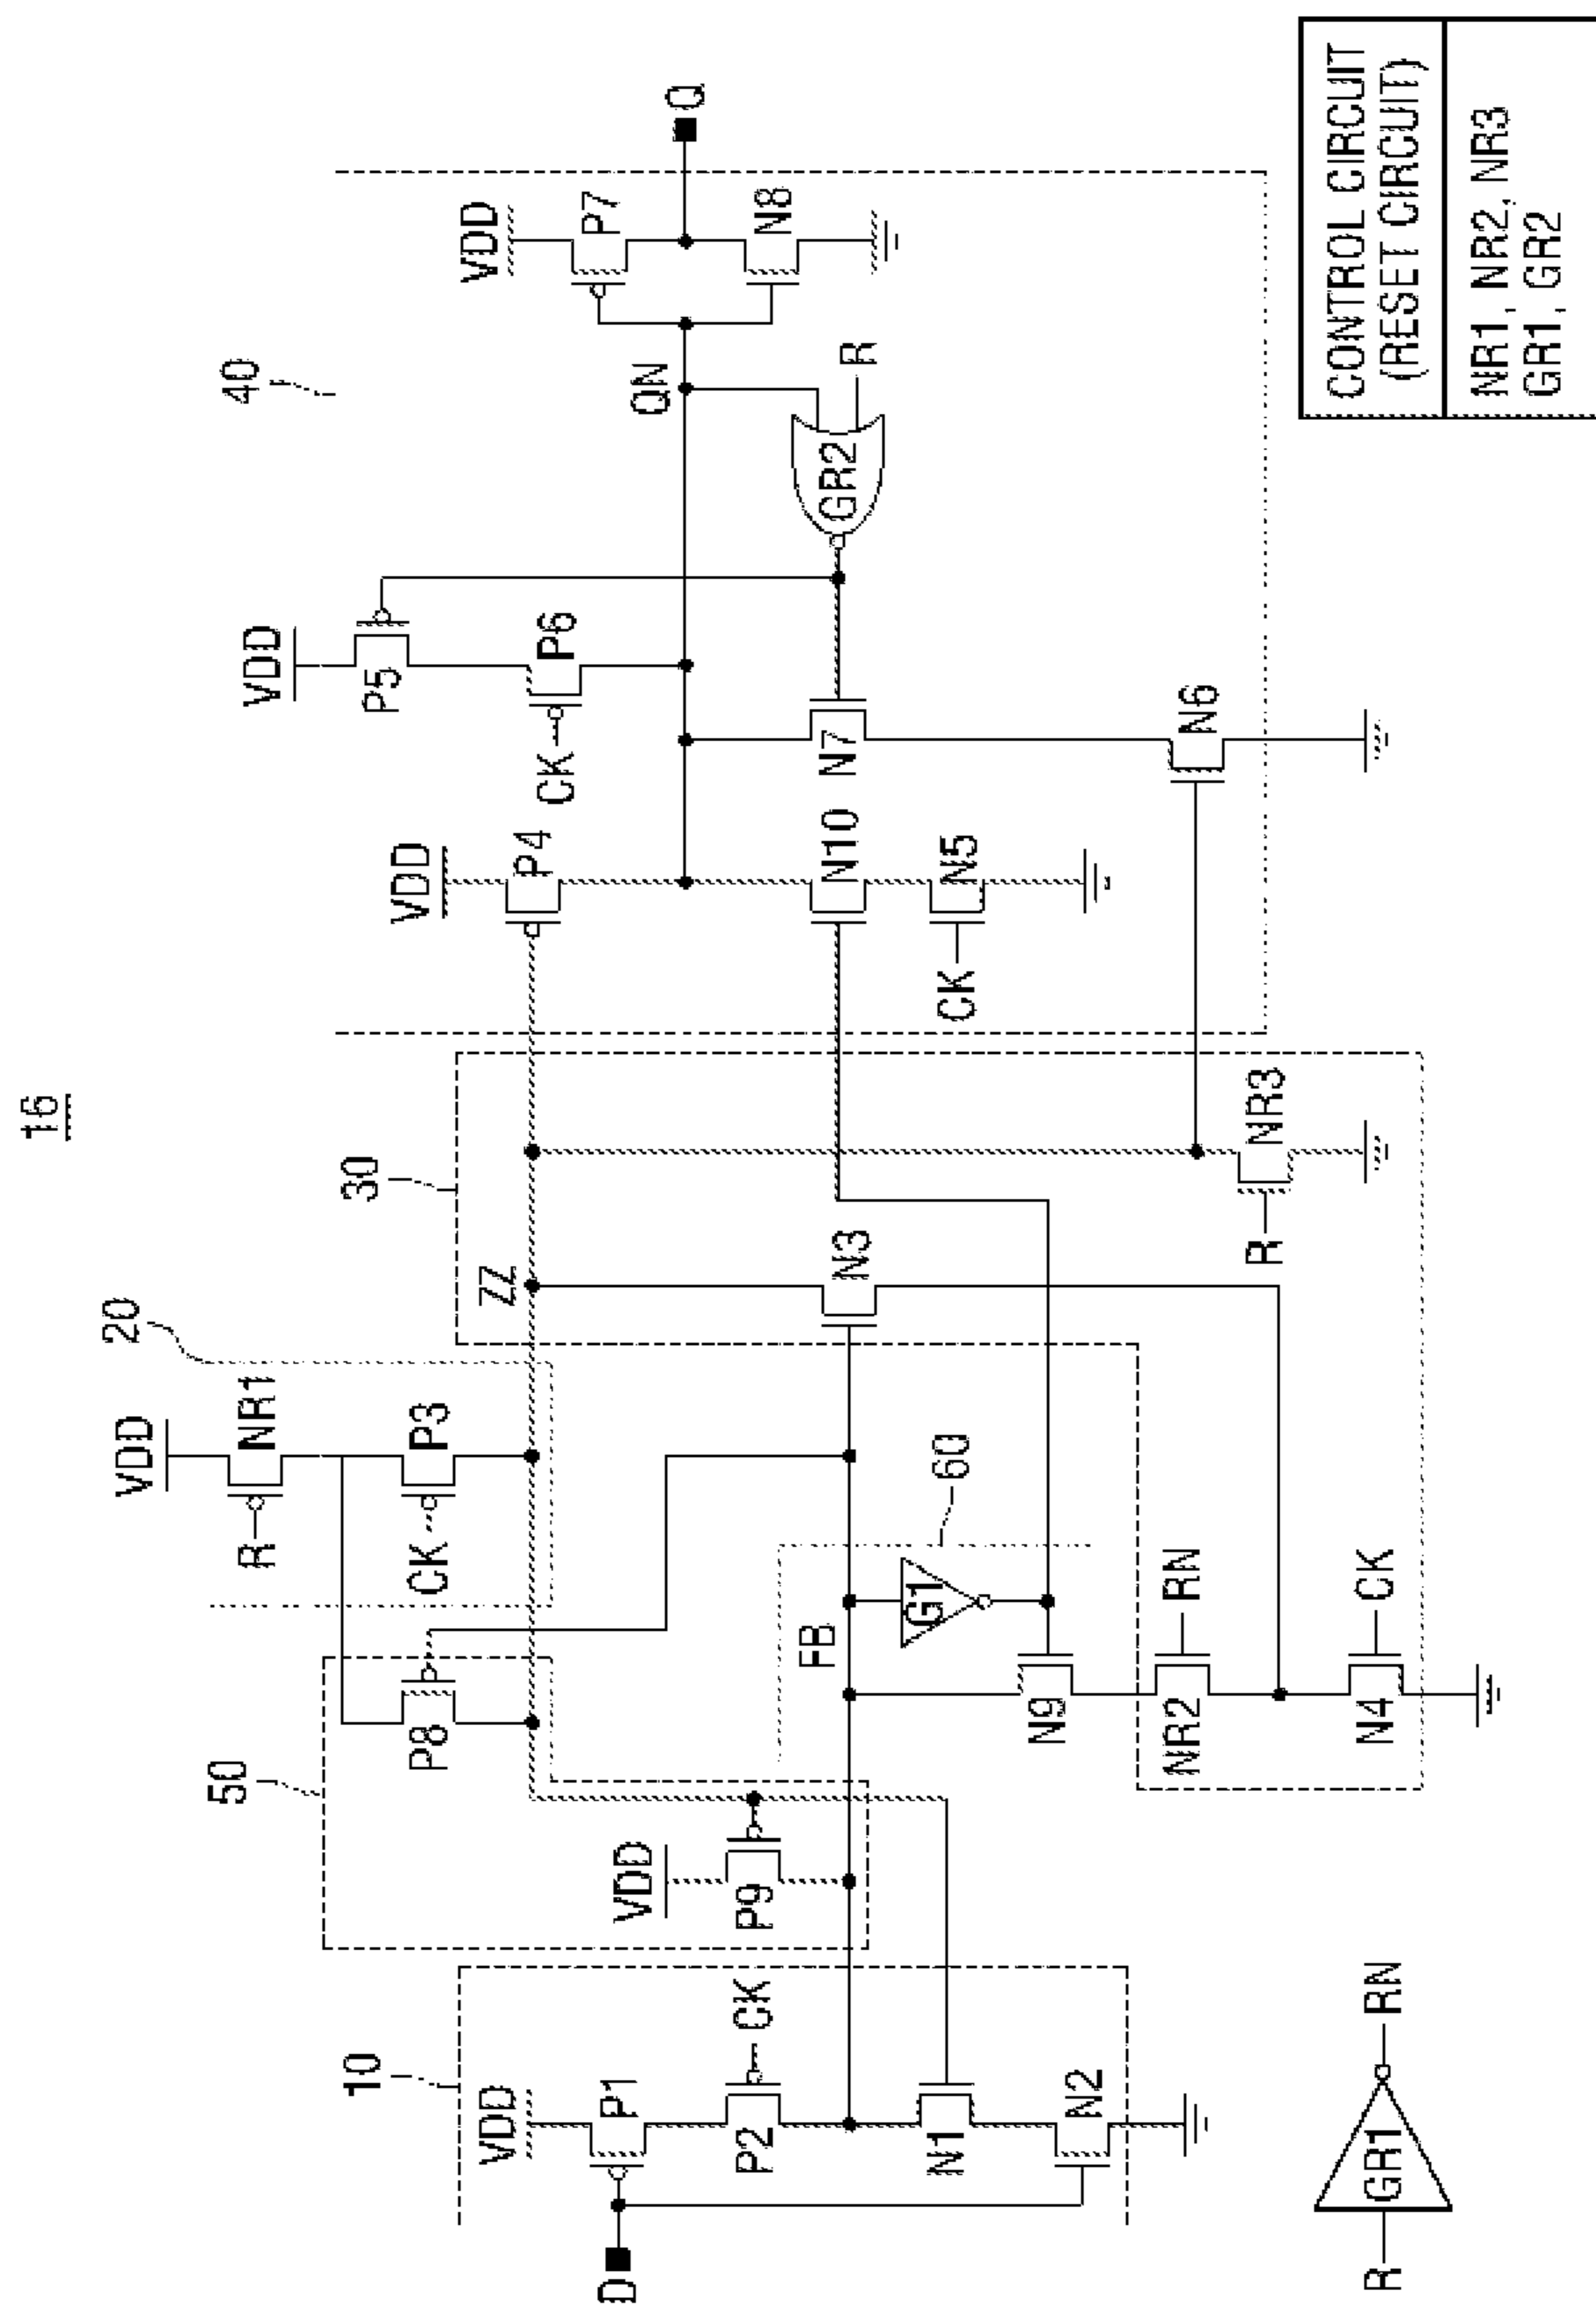 16
20
VDD
50
40
R
NR1
VDD
10
30
P5
VDD
P8
CK
P3
VDD
VDD
ZZ
P4
CK
P6
P7
D
P1
VDD
QN
Q
P2
CK
P9
N8
FB
N3
N10
N7
GR2
R
G1
N1
60
CK
N5
N9
N2
NR2
RN
N6
R
NR3
R
GR1
RN
N4
CK
CONTROL CIRCUIT
(RESET CIRCUIT)
NR1, NR2, NR3
GR1, GR2